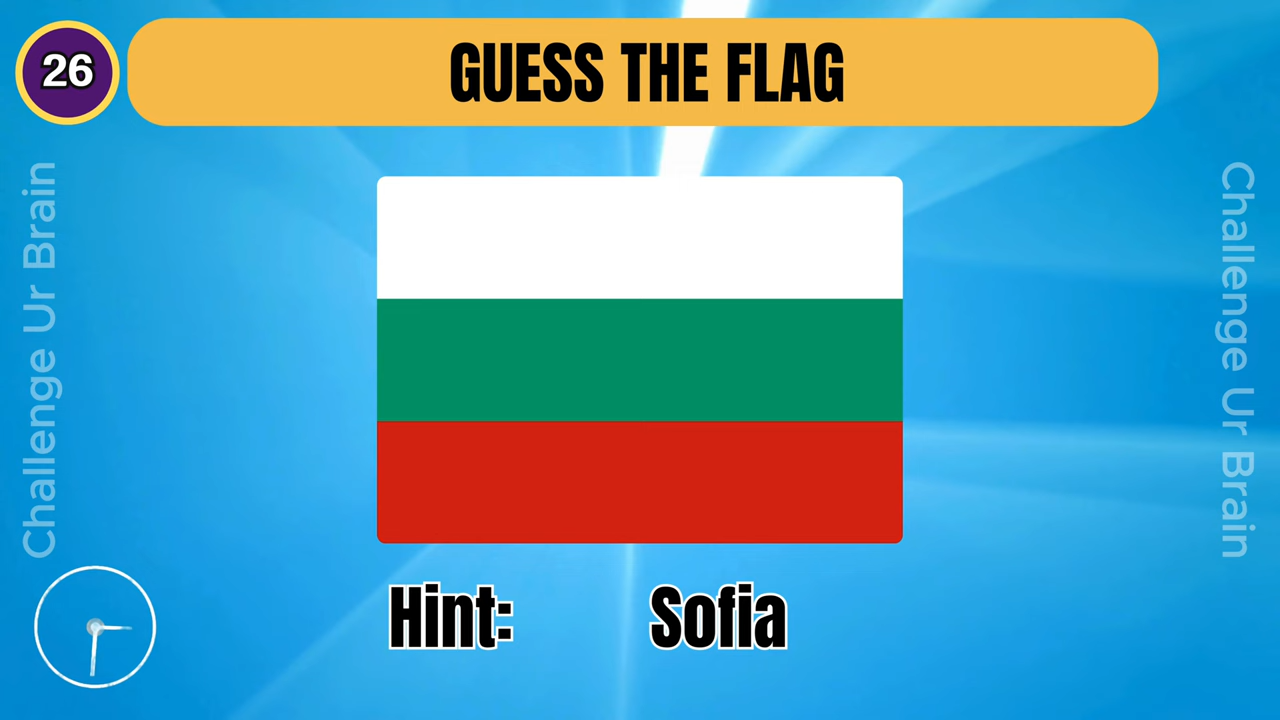 26
GUESS THE FLAG
Challenge Ur Brain
Challenge Ur Brain
Hint: Sofia